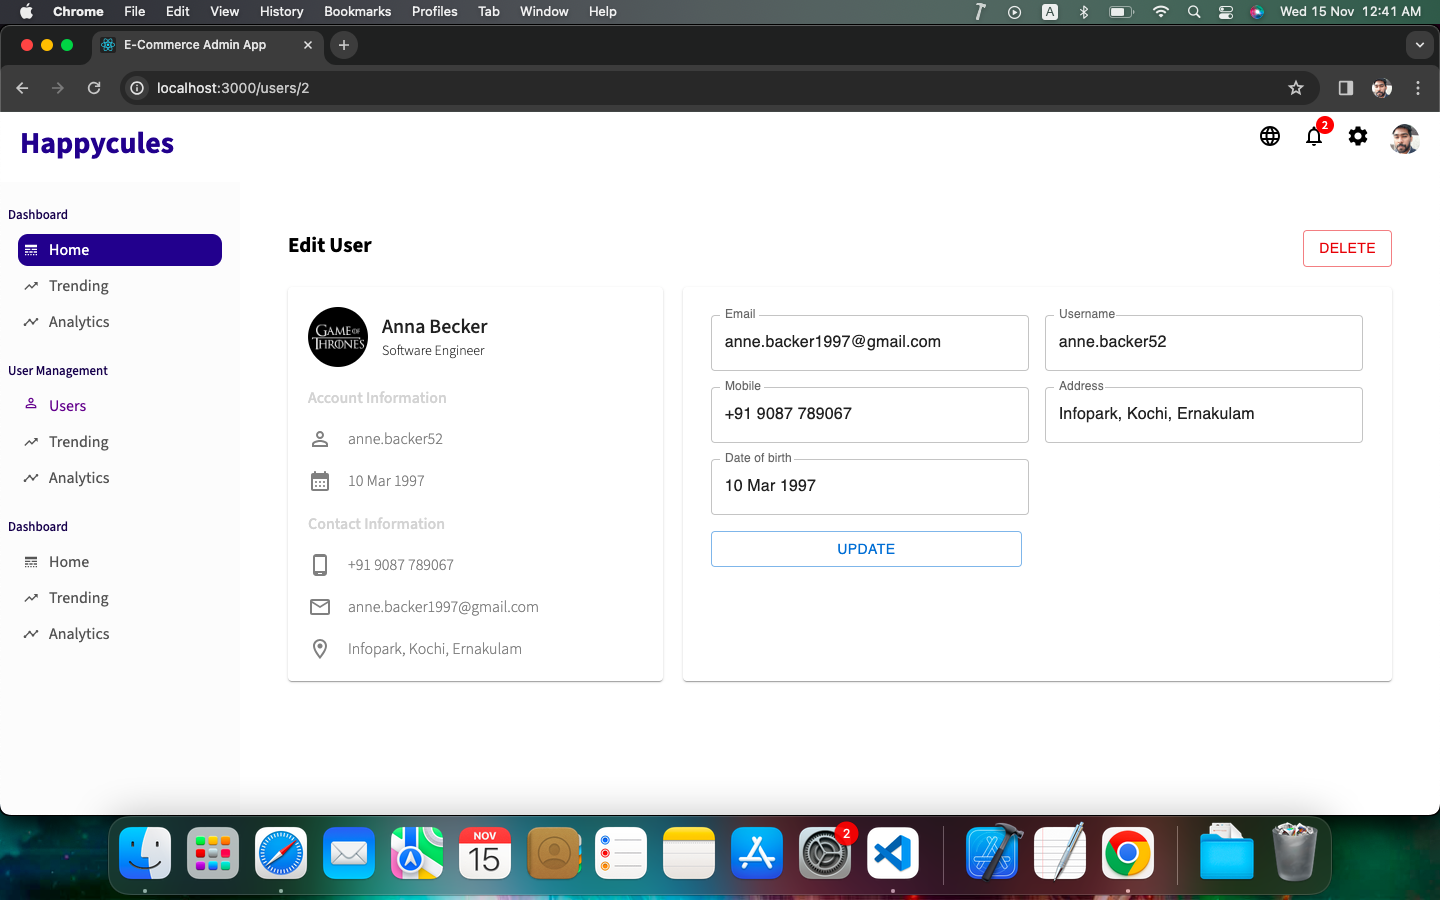 Chrome File Edit View History Bookmarks Profiles Tab Window Help A Wed 15 Nov 12:41 AM
E-Commerce Admin App
localhost:3000/users/2
Happycules
2
Dashboard
Home
Trending
Analytics
User Management
Users
Trending
Analytics
Dashboard
Home
Trending
Analytics
Edit User
DELETE
GAME OF
THRONES
Anna Becker
Software Engineer
Account Information
anne.backer52
10 Mar 1997
Contact Information
+91 9087 789067
anne.backer1997@gmail.com
Infopark, Kochi, Ernakulam
Email
anne.backer1997@gmail.com
Username
anne.backer52
Mobile
+91 9087 789067
Address
Infopark, Kochi, Ernakulam
Date of birth
10 Mar 1997
UPDATE
NOV
15
2